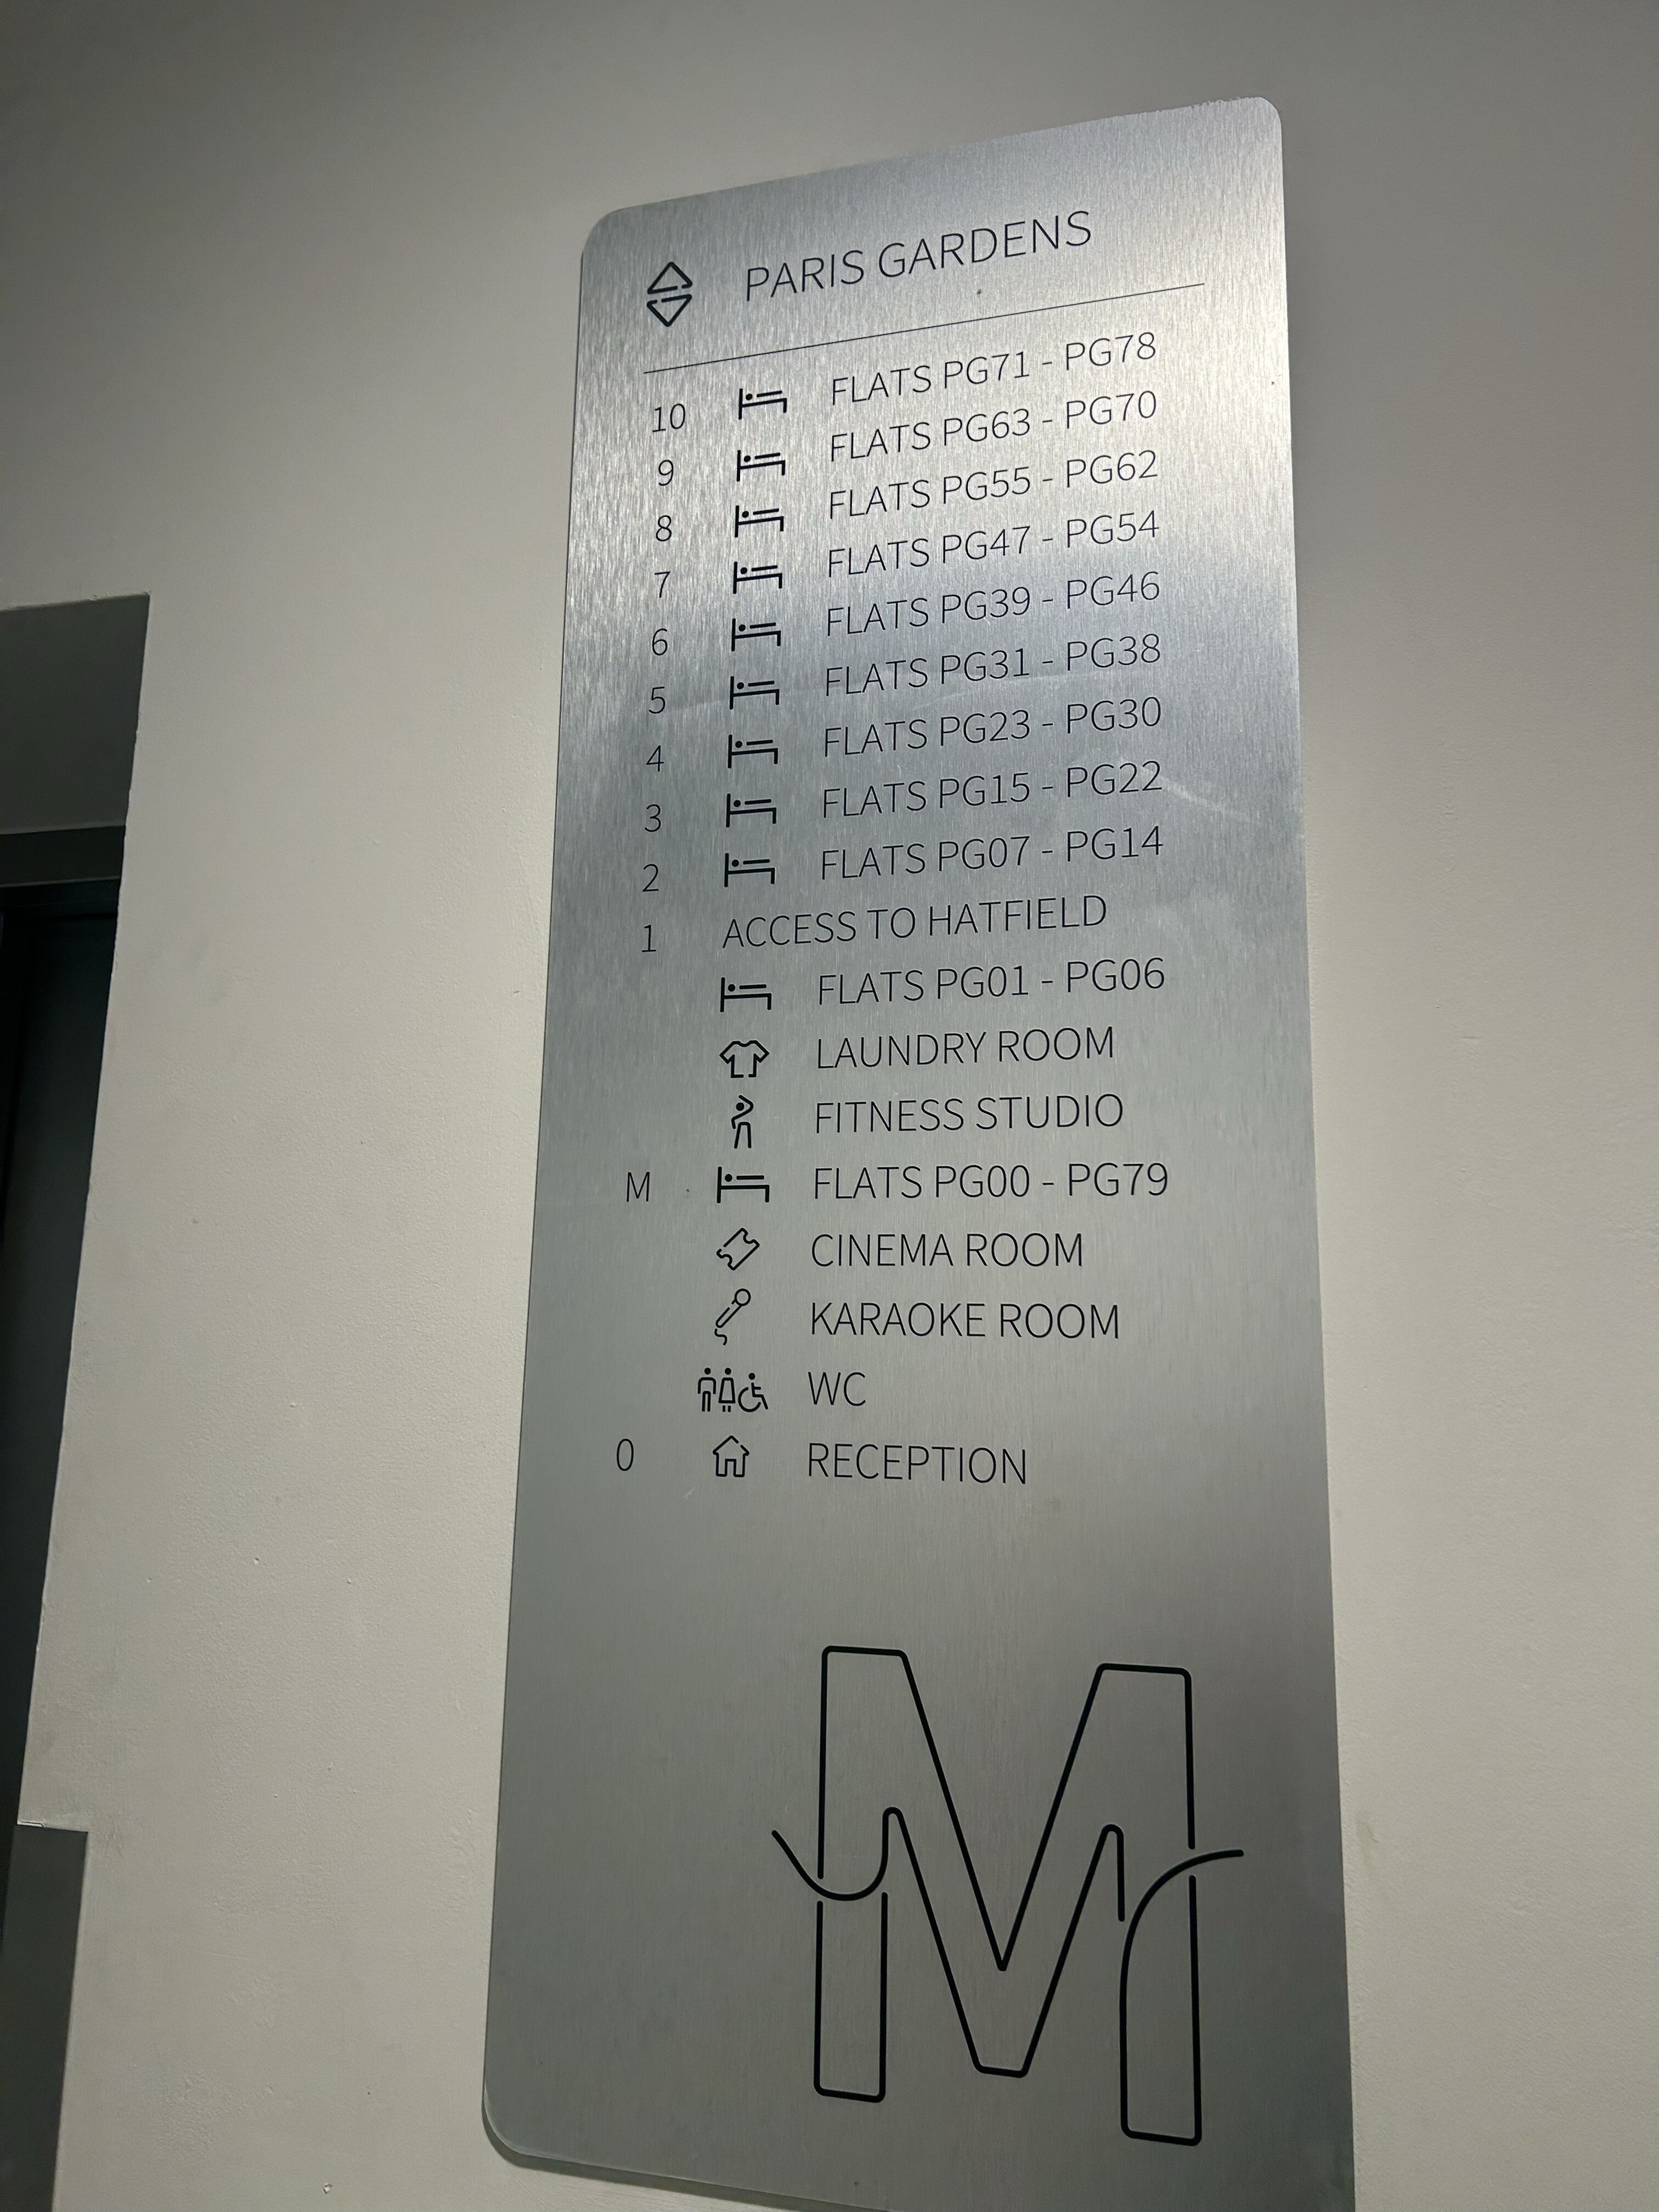 PARIS GARDENS
10 FLATS PG71 - PG78
9 FLATS PG63 - PG70
8 FLATS PG55 - PG62
7 FLATS PG47 - PG54
6 FLATS PG39 - PG46
5 FLATS PG31 - PG38
4 FLATS PG23 - PG30
3 FLATS PG15 - PG22
2 FLATS PG07 - PG14
1 ACCESS TO HATFIELD
FLATS PG01 - PG06
LAUNDRY ROOM
FITNESS STUDIO
M FLATS PG00 - PG79
CINEMA ROOM
KARAOKE ROOM
WC
0 RECEPTION
M